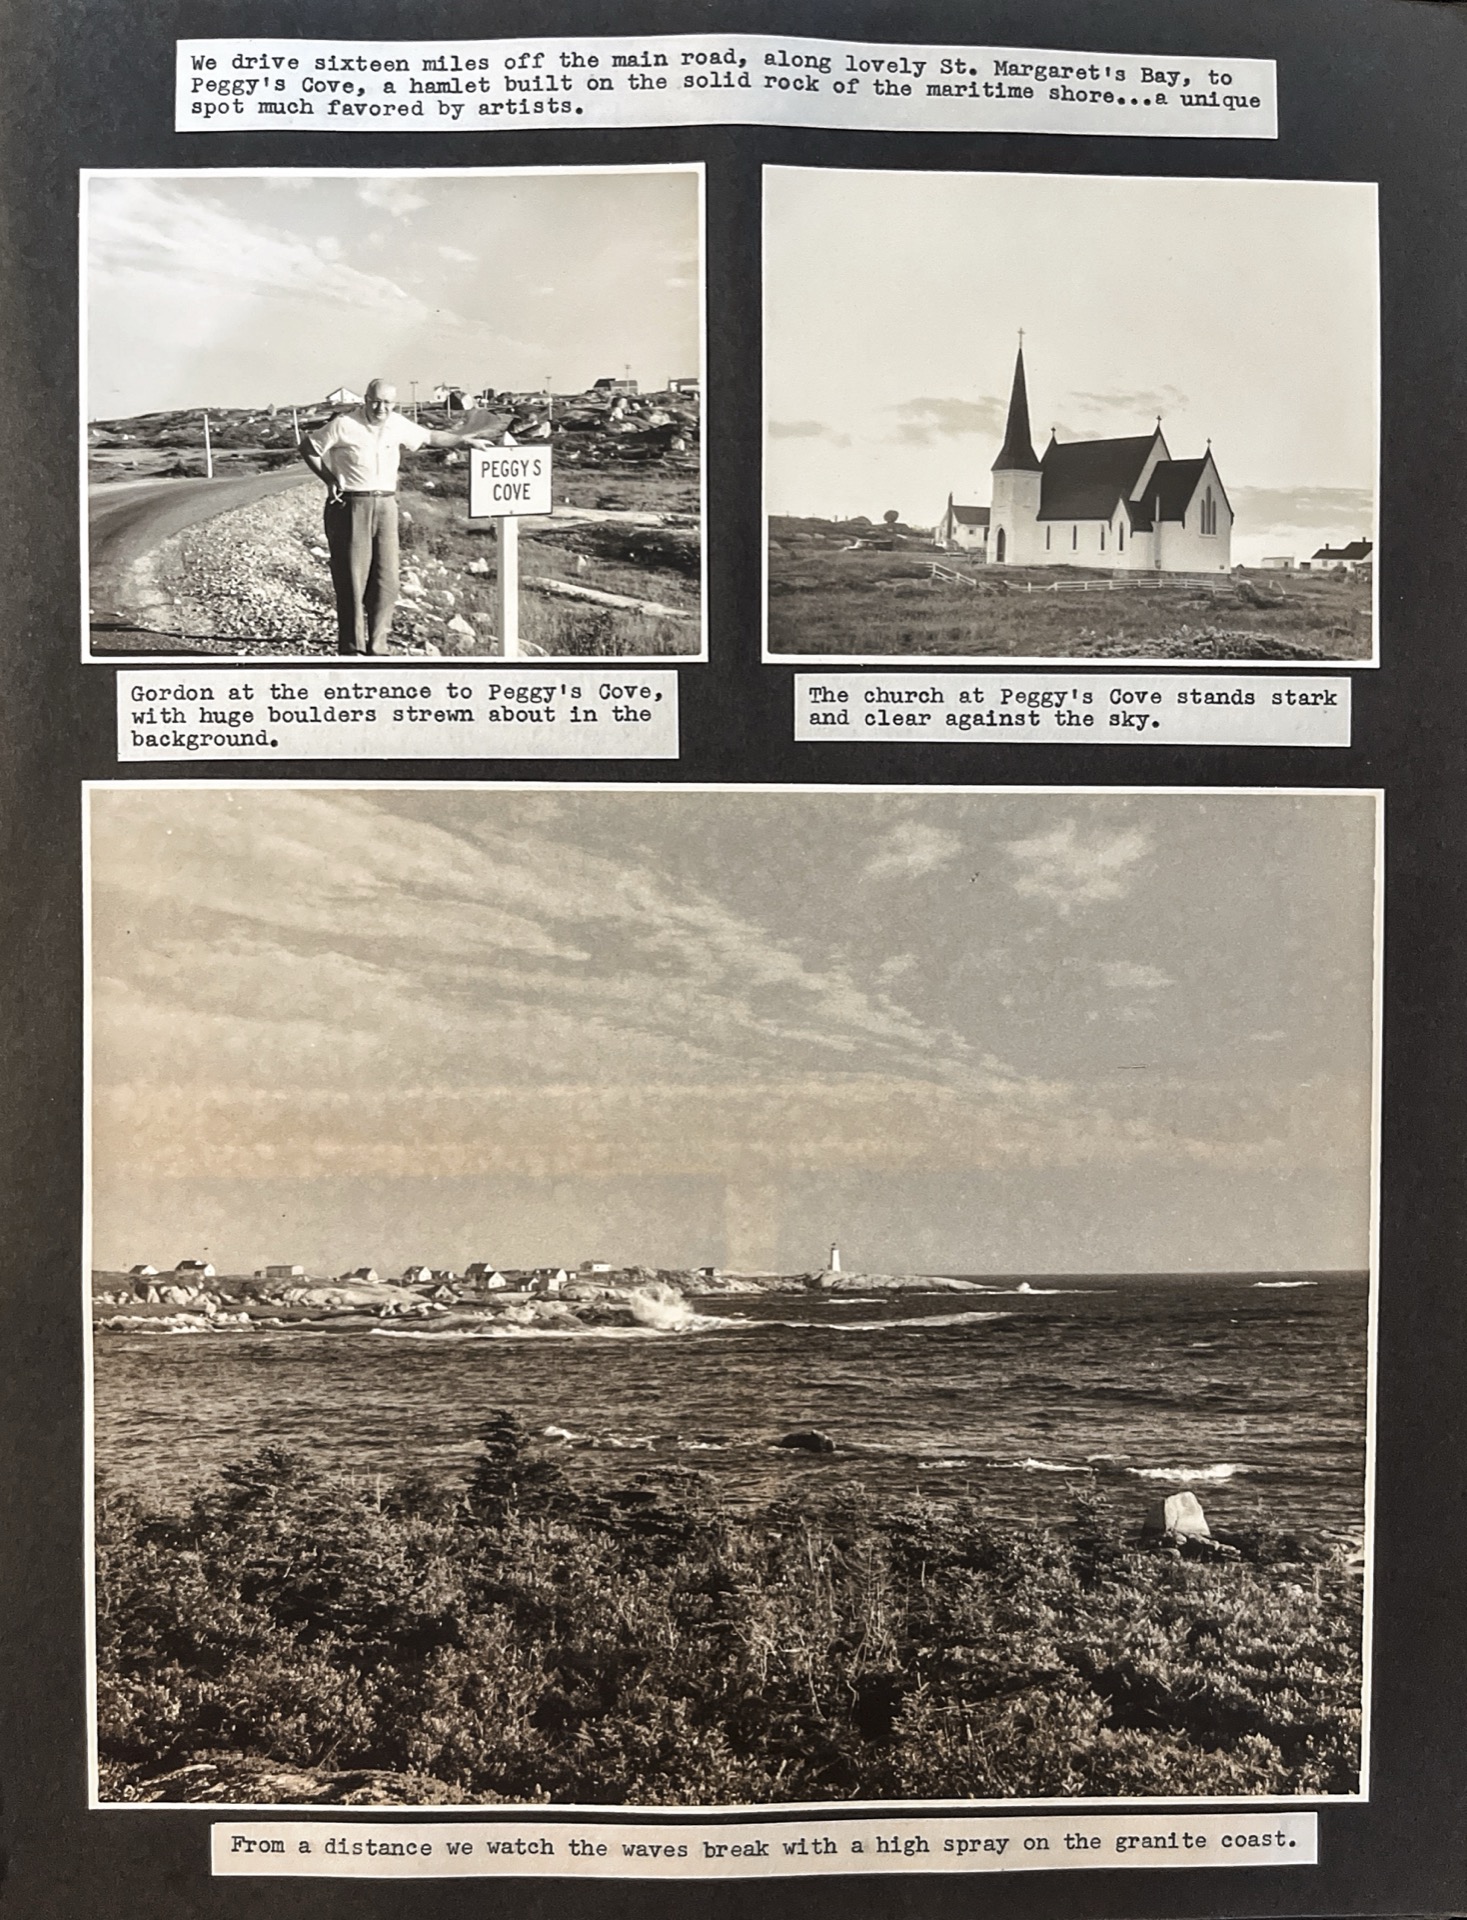 We drive sixteen miles off the main road, along lovely St. Margaret's Bay, to
Peggy's Cove, a hamlet built on the solid rock of the maritime shore...a unique
spot much favored by artists.
PEGGYS
COVE
Gordon at the entrance to Peggy's Cove,
with huge boulders strewn about in the
background.
The church at Peggy's Cove stands stark
and clear against the sky.
From a distance we watch the waves break with a high spray on the granite coast.